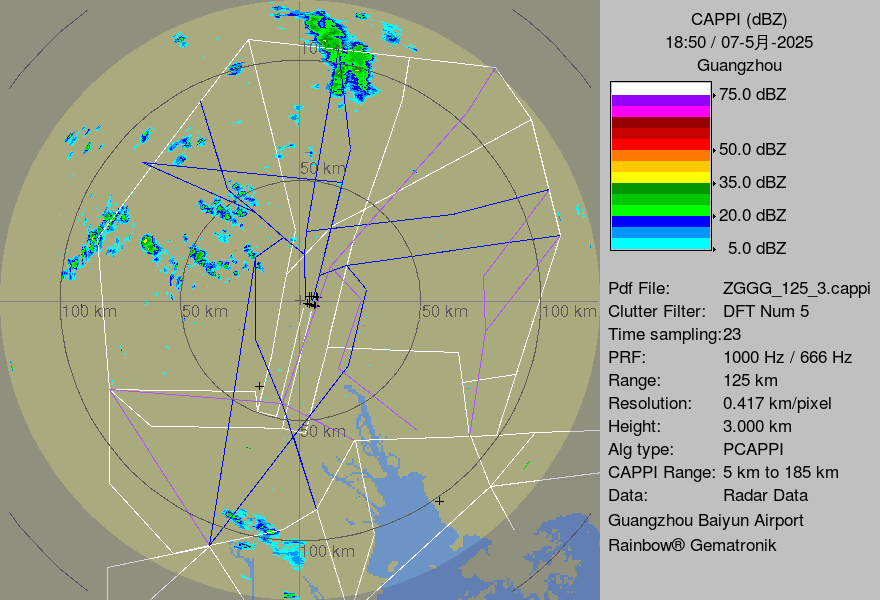 CAPPI (dBZ)
18:50 / 07-5月-2025
Guangzhou
75.0 dBZ
50.0 dBZ
35.0 dBZ
20.0 dBZ
5.0 dBZ
Pdf File: ZGGG_125_3.cappi
Clutter Filter: DFT Num 5
Time sampling:23
PRF: 1000 Hz / 666 Hz
Range: 125 km
Resolution: 0.417 km/pixel
Height: 3.000 km
Alg type: PCAPPI
CAPPI Range: 5 km to 185 km
Data: Radar Data
Guangzhou Baiyun Airport
Rainbow® Gematronik
50 km
100 km
50 km
50 km
100 km
50 km
100 km